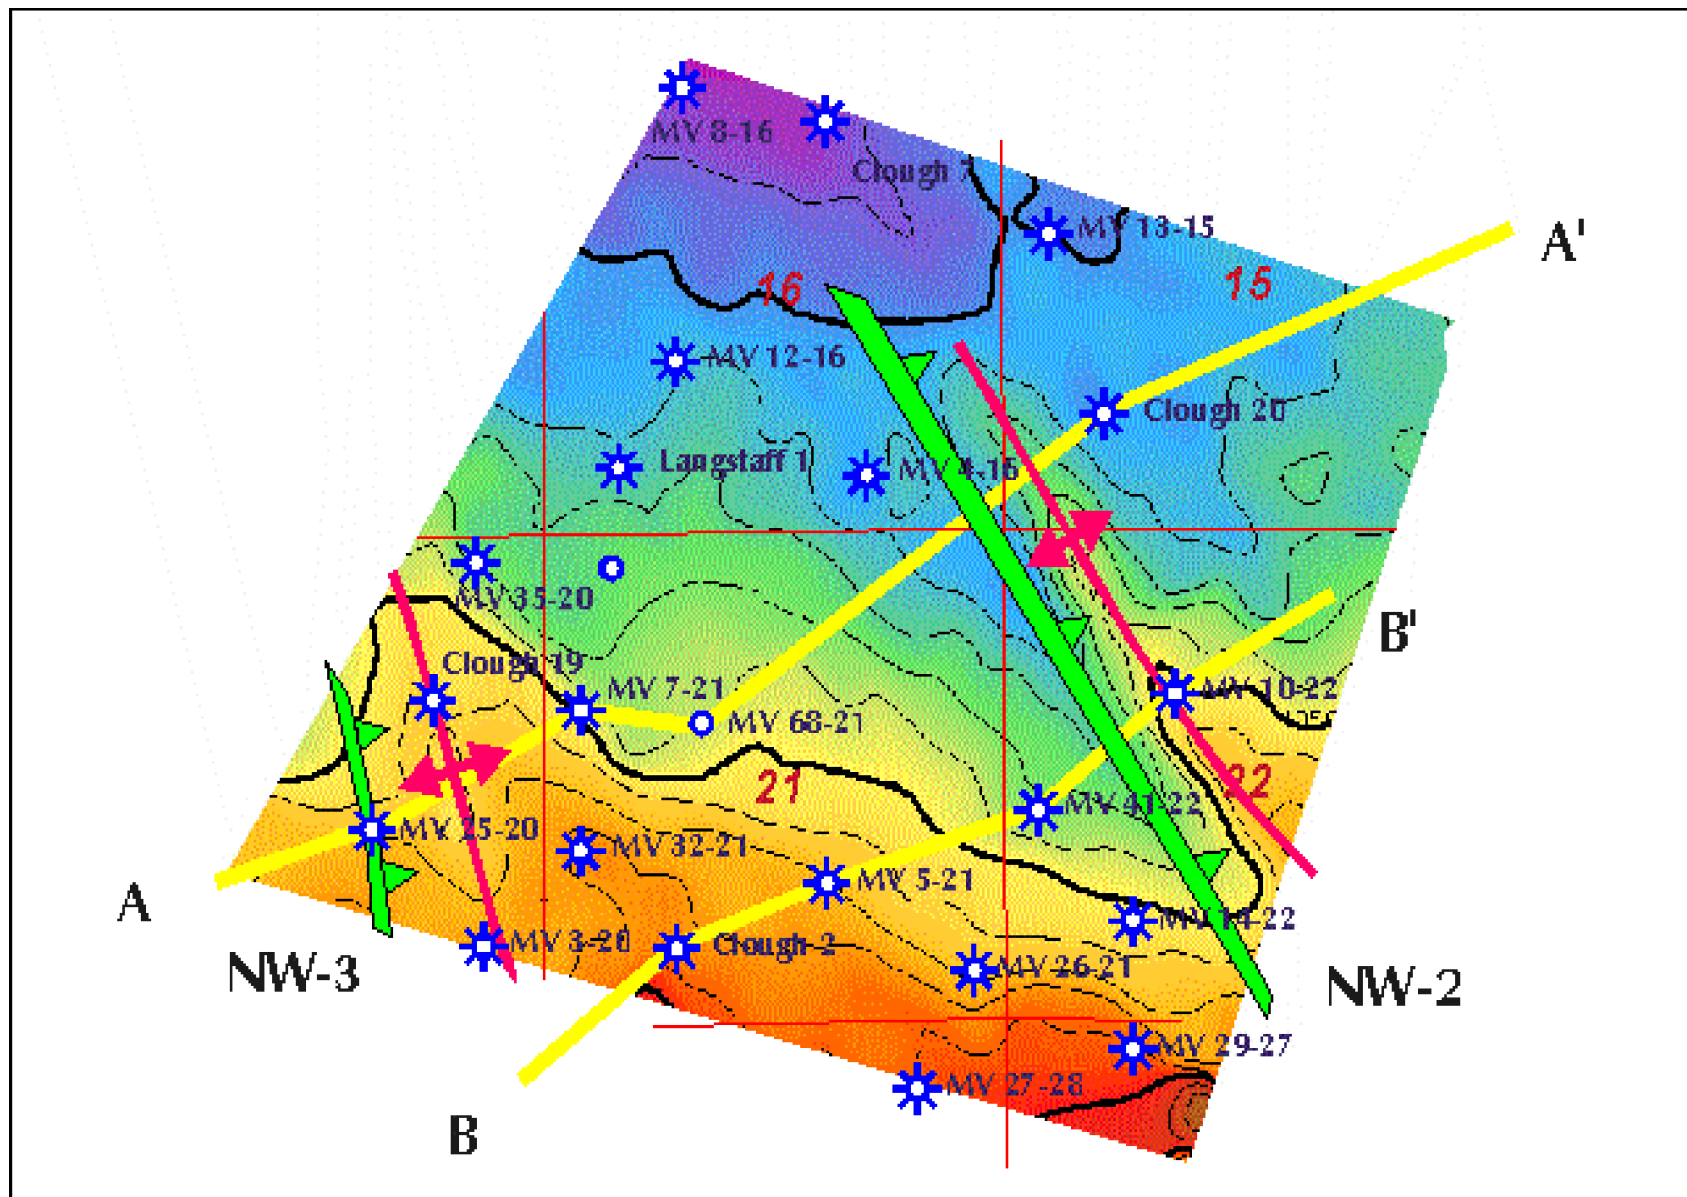 MV 8-16
Clough 7
MV 13-15
A'
16
15
MV 12-16
Clough 20
Langstaff 1
MV 4-16
MV 35-20
B'
Clough 19
MV 7-21
MV 10-22
MV 68-21
21
22
MV 41-22
MV 25-20
MV 32-21
MV 5-21
A
MV 14-22
MV 3-20
Clough 2
NW-3
MV 26-21
NW-2
MV 29-27
MV 27-28
B